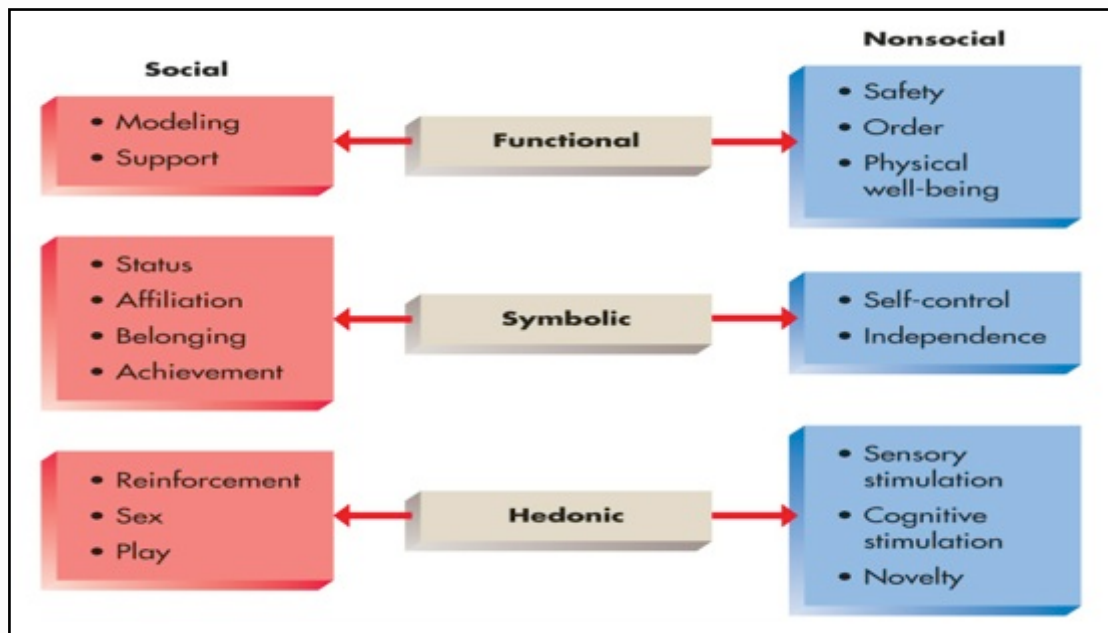 Social
Nonsocial
• Modeling
• Support
Functional
• Safety
• Order
• Physical
well-being
• Status
• Affiliation
• Belonging
• Achievement
Symbolic
• Self-control
• Independence
• Reinforcement
• Sex
• Play
Hedonic
• Sensory
stimulation
• Cognitive
stimulation
• Novelty